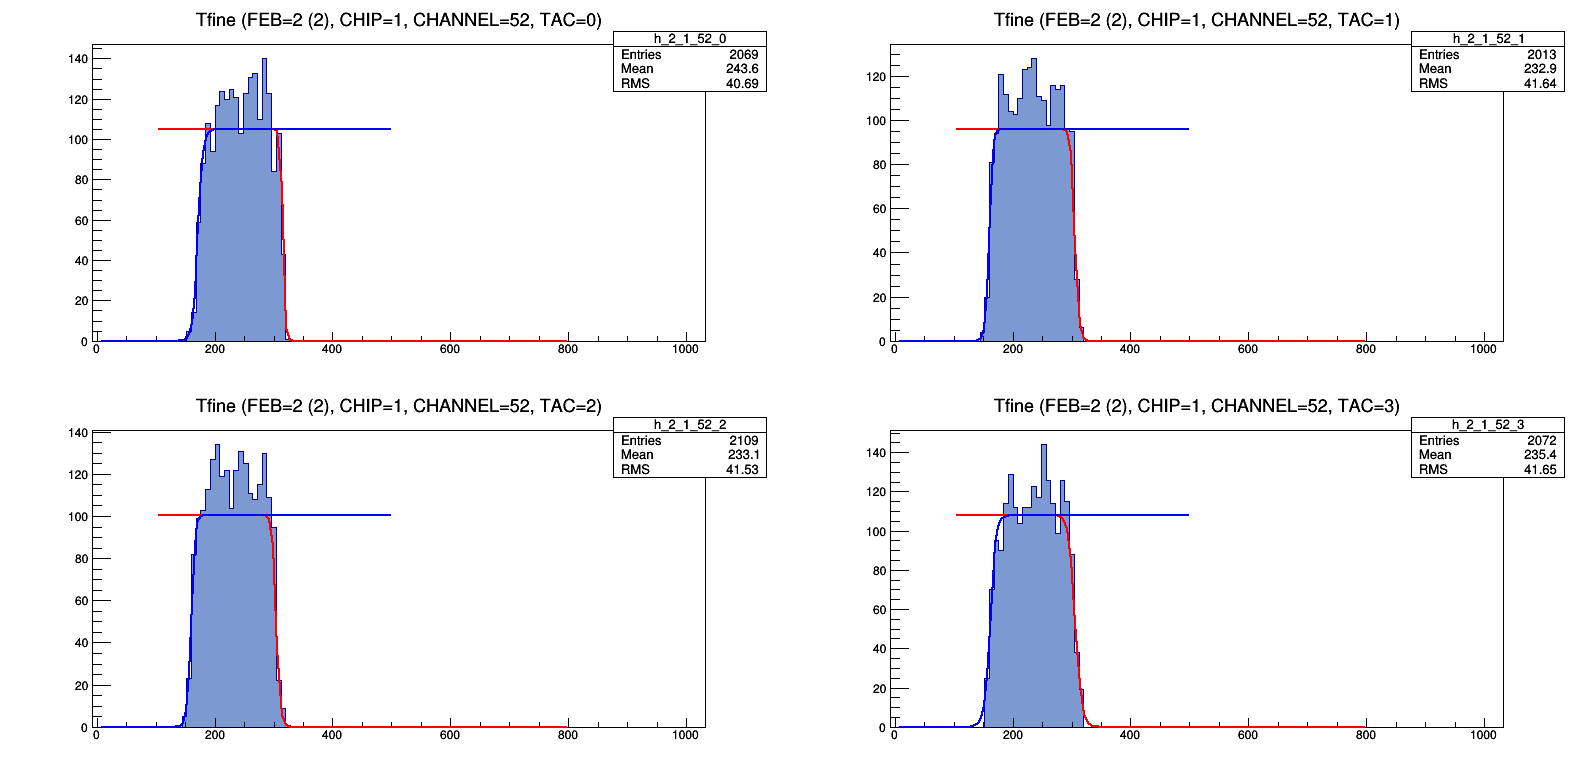 Tfine (FEB=2 (2), CHIP=1, CHANNEL=52, TAC=0)
h_2_1_52_0
Entries 2069
Mean 243.6
RMS 40.69
140
120
100
80
60
40
20
0
0 200 400 600 800 1000
Tfine (FEB=2 (2), CHIP=1, CHANNEL=52, TAC=1)
h_2_1_52_1
Entries 2013
Mean 232.9
RMS 41.64
120
100
80
60
40
20
0
0 200 400 600 800 1000
Tfine (FEB=2 (2), CHIP=1, CHANNEL=52, TAC=2)
h_2_1_52_2
Entries 2109
Mean 233.1
RMS 41.53
140
120
100
80
60
40
20
0
0 200 400 600 800 1000
Tfine (FEB=2 (2), CHIP=1, CHANNEL=52, TAC=3)
h_2_1_52_3
Entries 2072
Mean 235.4
RMS 41.65
140
120
100
80
60
40
20
0
0 200 400 600 800 1000